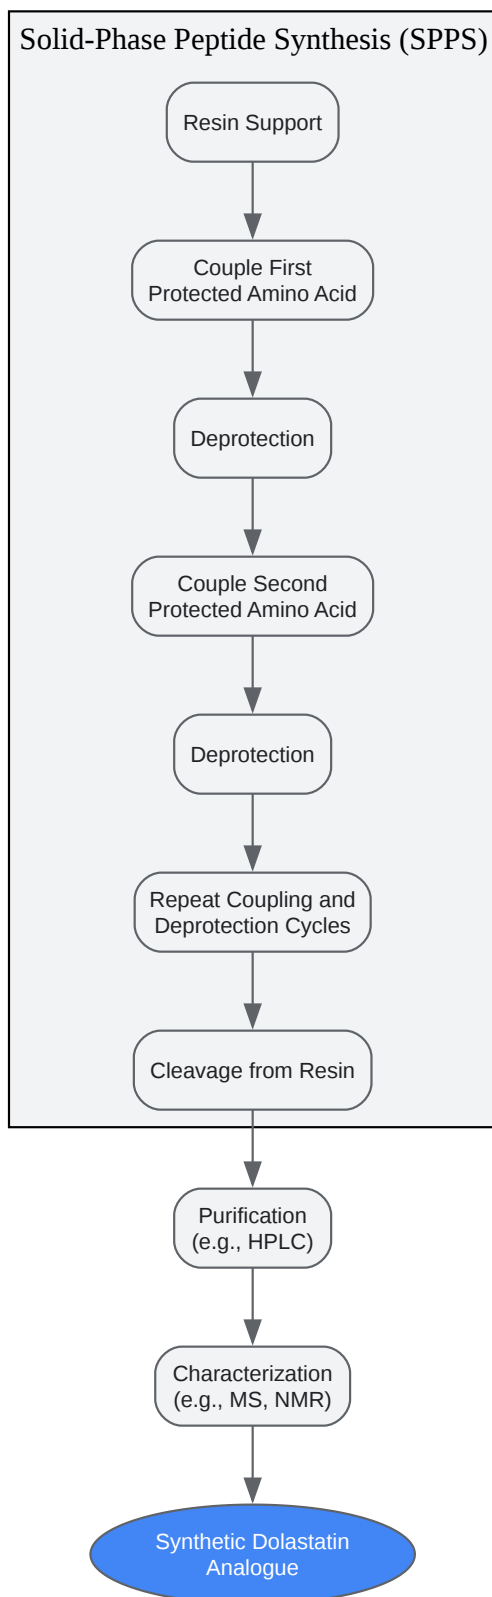 Solid-Phase Peptide Synthesis (SPPS)
Resin Support
Couple First
Protected Amino Acid
Deprotection
Couple Second
Protected Amino Acid
Deprotection
Repeat Coupling and
Deprotection Cycles
Cleavage from Resin
Purification
(e.g., HPLC)
Characterization
(e.g., MS, NMR)
Synthetic Dolastatin
Analogue